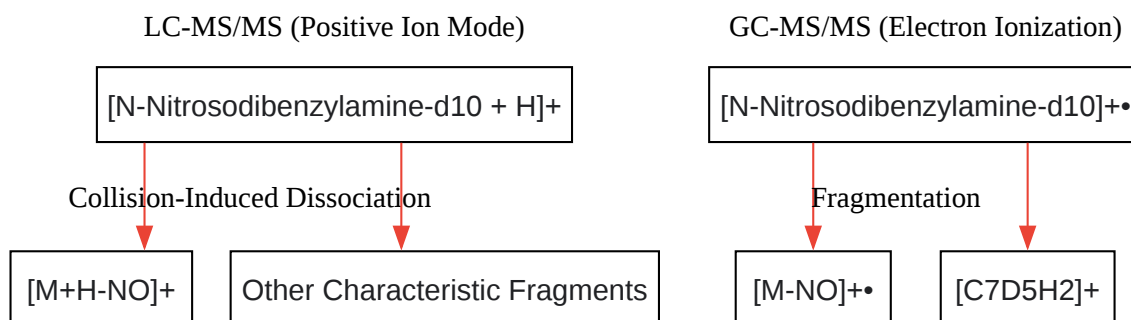 LC-MS/MS (Positive Ion Mode)
GC-MS/MS (Electron Ionization)
[N-Nitrosodibenzylamine-d10 + H]+
[N-Nitrosodibenzylamine-d10]+•
Collision-Induced Dissociation
Fragmentation
[M+H-NO]+
Other Characteristic Fragments
[M-NO]+•
[C7D5H2]+